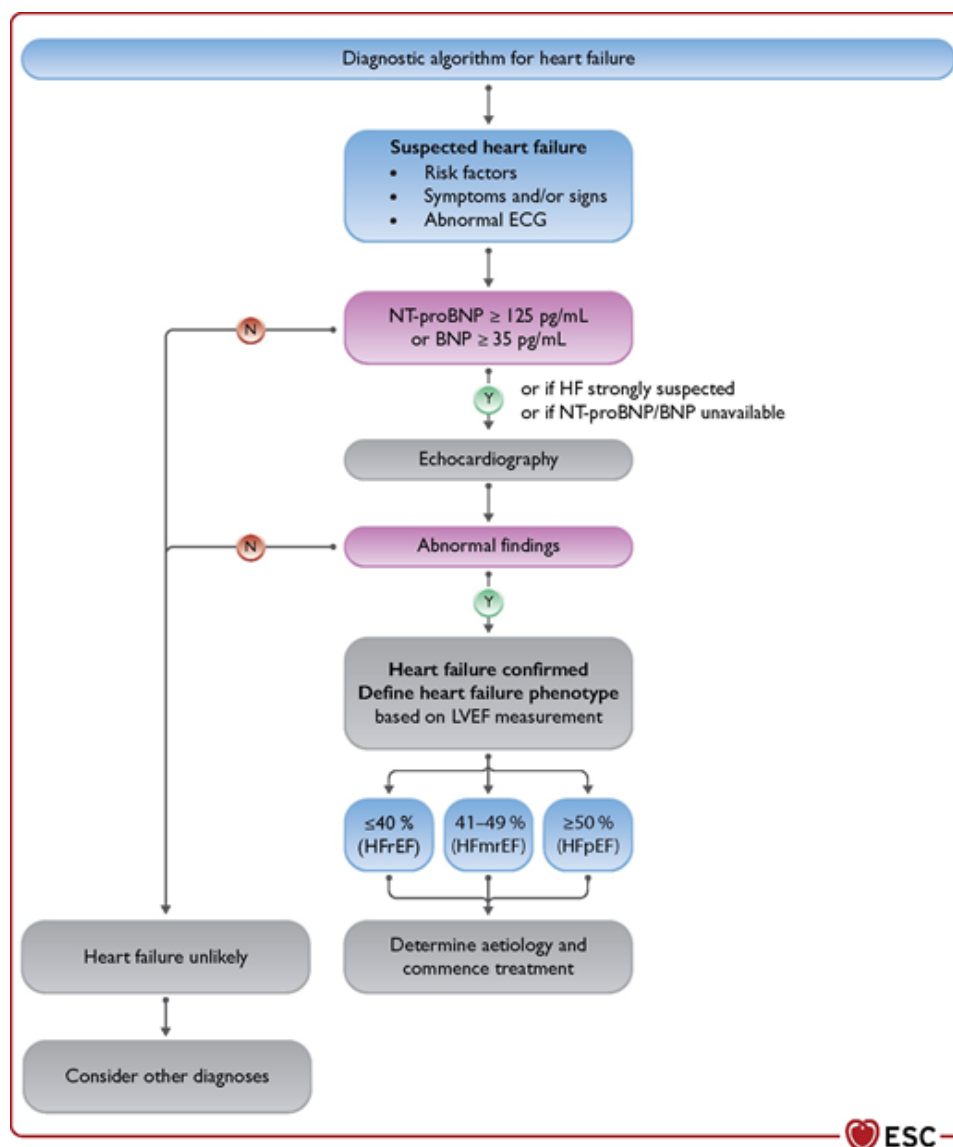 Diagnostic algorithm for heart failure
Suspected heart failure
• Risk factors
• Symptoms and/or signs
• Abnormal ECG
NT-proBNP ≥ 125 pg/mL
or BNP ≥ 35 pg/mL
N
Y
or if HF strongly suspected
or if NT-proBNP/BNP unavailable
Echocardiography
Abnormal findings
N
Y
Heart failure confirmed
Define heart failure phenotype
based on LVEF measurement
≤40 %
(HFrEF)
41–49 %
(HFmrEF)
≥50 %
(HFpEF)
Heart failure unlikely
Determine aetiology and
commence treatment
Consider other diagnoses
ESC